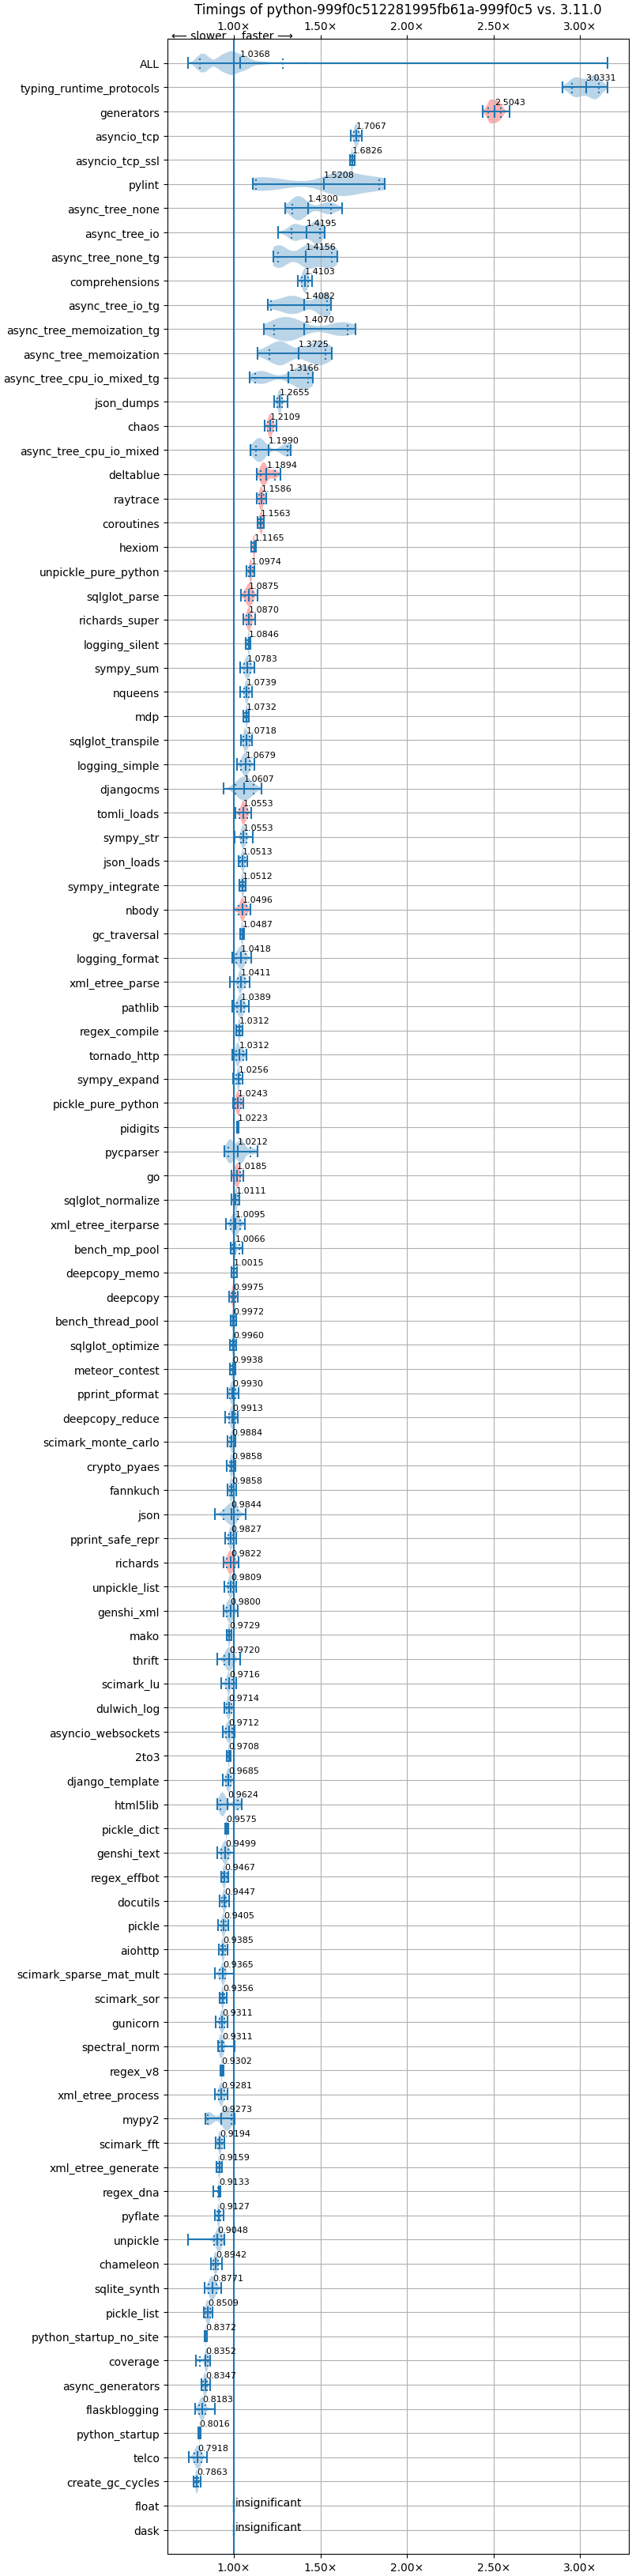 Timings of python-999f0c512281995fb61a-999f0c5 vs. 3.11.0
1.00× 1.50× 2.00× 2.50× 3.00×
⟵ slower faster ⟶
ALL 1.0368
typing_runtime_protocols 3.0331
generators 2.5043
asyncio_tcp 1.7067
asyncio_tcp_ssl 1.6826
pylint 1.5208
async_tree_none 1.4300
async_tree_io 1.4195
async_tree_none_tg 1.4156
comprehensions 1.4103
async_tree_io_tg 1.4082
async_tree_memoization_tg 1.4070
async_tree_memoization 1.3725
async_tree_cpu_io_mixed_tg 1.3166
json_dumps 1.2655
chaos 1.2109
async_tree_cpu_io_mixed 1.1990
deltablue 1.1894
raytrace 1.1586
coroutines 1.1563
hexiom 1.1165
unpickle_pure_python 1.0974
sqlglot_parse 1.0875
richards_super 1.0870
logging_silent 1.0846
sympy_sum 1.0783
nqueens 1.0739
mdp 1.0732
sqlglot_transpile 1.0718
logging_simple 1.0679
djangocms 1.0607
tomli_loads 1.0553
sympy_str 1.0553
json_loads 1.0513
sympy_integrate 1.0512
nbody 1.0496
gc_traversal 1.0487
logging_format 1.0418
xml_etree_parse 1.0411
pathlib 1.0389
regex_compile 1.0312
tornado_http 1.0312
sympy_expand 1.0256
pickle_pure_python 1.0243
pidigits 1.0223
pycparser 1.0212
go 1.0185
sqlglot_normalize 1.0111
xml_etree_iterparse 1.0095
bench_mp_pool 1.0066
deepcopy_memo 1.0015
deepcopy 0.9975
bench_thread_pool 0.9972
sqlglot_optimize 0.9960
meteor_contest 0.9938
pprint_pformat 0.9930
deepcopy_reduce 0.9913
scimark_monte_carlo 0.9884
crypto_pyaes 0.9858
fannkuch 0.9858
json 0.9844
pprint_safe_repr 0.9827
richards 0.9822
unpickle_list 0.9809
genshi_xml 0.9800
mako 0.9729
thrift 0.9720
scimark_lu 0.9716
dulwich_log 0.9714
asyncio_websockets 0.9712
2to3 0.9708
django_template 0.9685
html5lib 0.9624
pickle_dict 0.9575
genshi_text 0.9499
regex_effbot 0.9467
docutils 0.9447
pickle 0.9405
aiohttp 0.9385
scimark_sparse_mat_mult 0.9365
scimark_sor 0.9356
gunicorn 0.9311
spectral_norm 0.9311
regex_v8 0.9302
xml_etree_process 0.9281
mypy2 0.9273
scimark_fft 0.9194
xml_etree_generate 0.9159
regex_dna 0.9133
pyflate 0.9127
unpickle 0.9048
chameleon 0.8942
sqlite_synth 0.8771
pickle_list 0.8509
python_startup_no_site 0.8372
coverage 0.8352
async_generators 0.8347
flaskblogging 0.8183
python_startup 0.8016
telco 0.7918
create_gc_cycles 0.7863
float insignificant
dask insignificant
1.00× 1.50× 2.00× 2.50× 3.00×